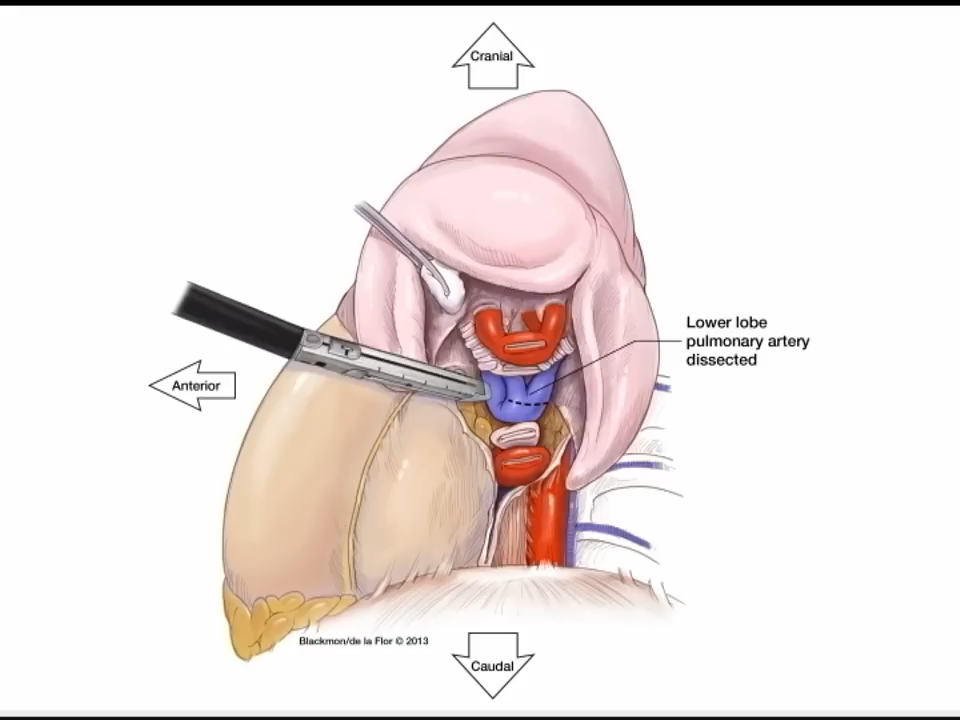 Cranial
Lower lobe
pulmonary artery
dissected
Anterior
Blackmon/de la Flor © 2013
Caudal